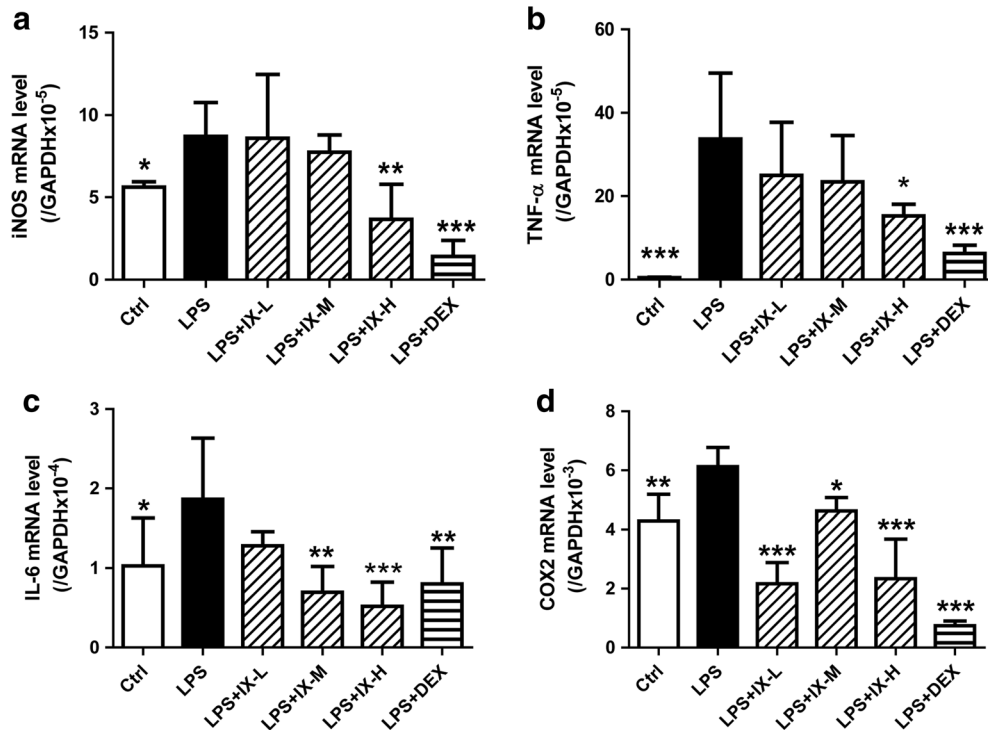 a
iNOS mRNA level
(/GAPDHx10-5)
15
10
5
0
*
**
***
Ctrl
LPS
LPS+IX-L
LPS+IX-M
LPS+IX-H
LPS+DEX
b
TNF-α mRNA level
(/GAPDHx10-5)
60
40
20
0
***
*
***
Ctrl
LPS
LPS+IX-L
LPS+IX-M
LPS+IX-H
LPS+DEX
c
IL-6 mRNA level
(/GAPDHx10-4)
3
2
1
0
*
**
***
**
Ctrl
LPS
LPS+IX-L
LPS+IX-M
LPS+IX-H
LPS+DEX
d
COX2 mRNA level
(/GAPDHx10-3)
8
6
4
2
0
**
***
*
***
***
Ctrl
LPS
LPS+IX-L
LPS+IX-M
LPS+IX-H
LPS+DEX